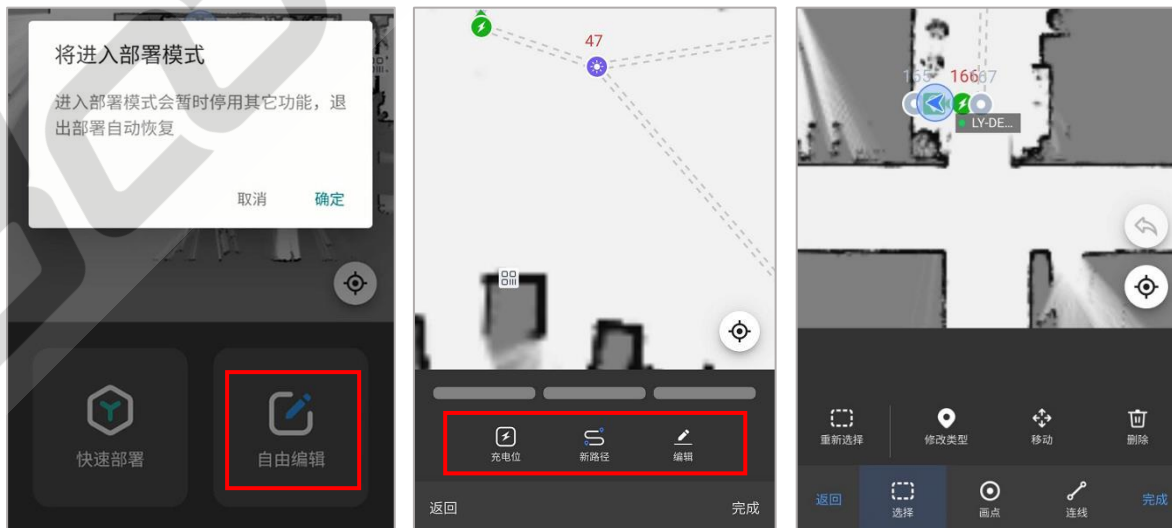 将进入部署模式
进入部署模式会暂时停用其它功能，退
出部署自动恢复
取消 确定
快速部署 自由编辑
47
充电位 新路径 编辑
返回 完成
166
LY-DE...
重新选择 修改类型 移动 删除
返回 选择 画点 连线 完成